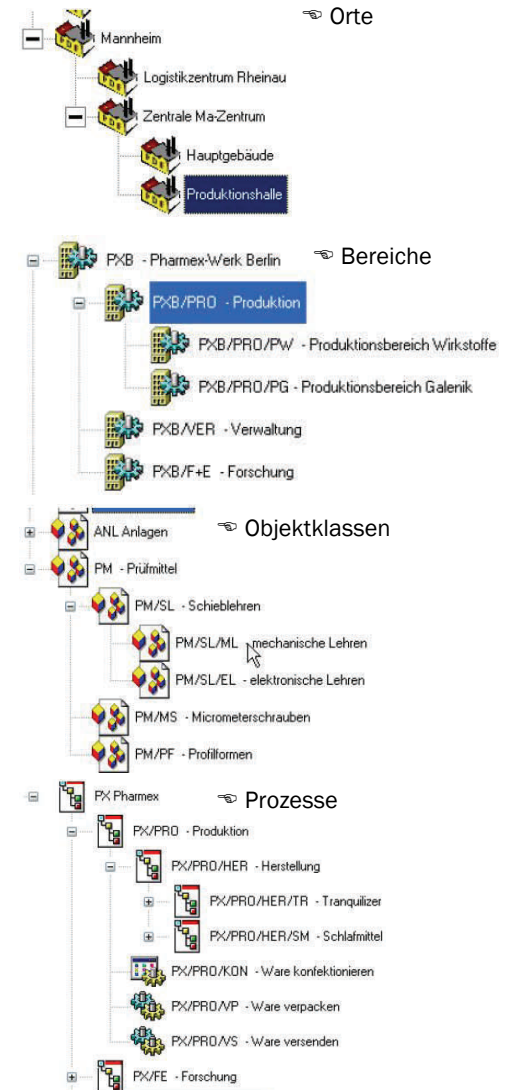 ☜ Orte
Mannheim
Logistikzentrum Rheinau
Zentrale Ma-Zentrum
Hauptgebäude
Produktionshalle
PXB - Pharmex-Werk Berlin ☜ Bereiche
PXB/PRO - Produktion
PXB/PRO/PW - Produktionsbereich Wirkstoffe
PXB/PRO/PG - Produktionsbereich Galenik
PXB/VER - Verwaltung
PXB/F+E - Forschung
ANL Anlagen ☜ Objektklassen
PM - Prüfmittel
PM/SL - Schieblehren
PM/SL/ML - mechanische Lehren
PM/SL/EL - elektronische Lehren
PM/MS - Micrometerschrauben
PM/PF - Profilformen
PX Pharmex ☜ Prozesse
PX/PRO - Produktion
PX/PRO/HER - Herstellung
PX/PRO/HER/TR - Tranquilizer
PX/PRO/HER/SM - Schlafmittel
PX/PRO/KON - Ware konfektionieren
PX/PRO/VP - Ware verpacken
PX/PRO/VS - Ware versenden
PX/FE - Forschung